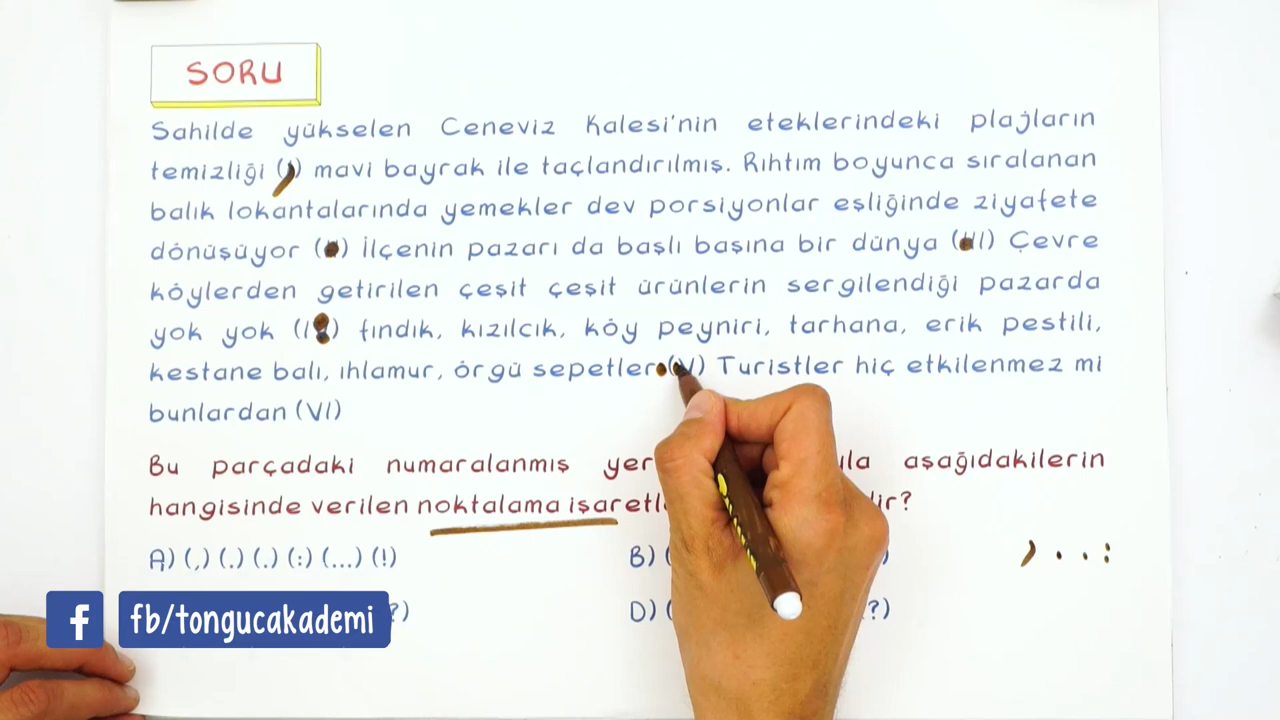 SORU
Sahilde yükselen Ceneviz Kalesi'nin eteklerindeki plajların
temizliği (,) mavi bayrak ile taçlandırılmış. Rıhtım boyunca sıralanan
balık lokantalarında yemekler dev porsiyonlar eşliğinde ziyafete
dönüşüyor (.) İlçenin pazarı da başlı başına bir dünya (III) Çevre
köylerden getirilen çeşit çeşit ürünlerin sergilendiği pazarda
yok yok (I:) fındık, kızılcık, köy peyniri, tarhana, erik pestili,
kestane balı, ıhlamur, örgü sepetler..(V) Turistler hiç etkilenmez mi
bunlardan (VI)
Bu parçadaki numaralanmış yer ula aşağıdakilerin
hangisinde verilen noktalama işaretl ir?
A) (,) (.) (.) (:) (...) (!) B) (
) . . :
?) D) ( ?)
fb/tongucakademi